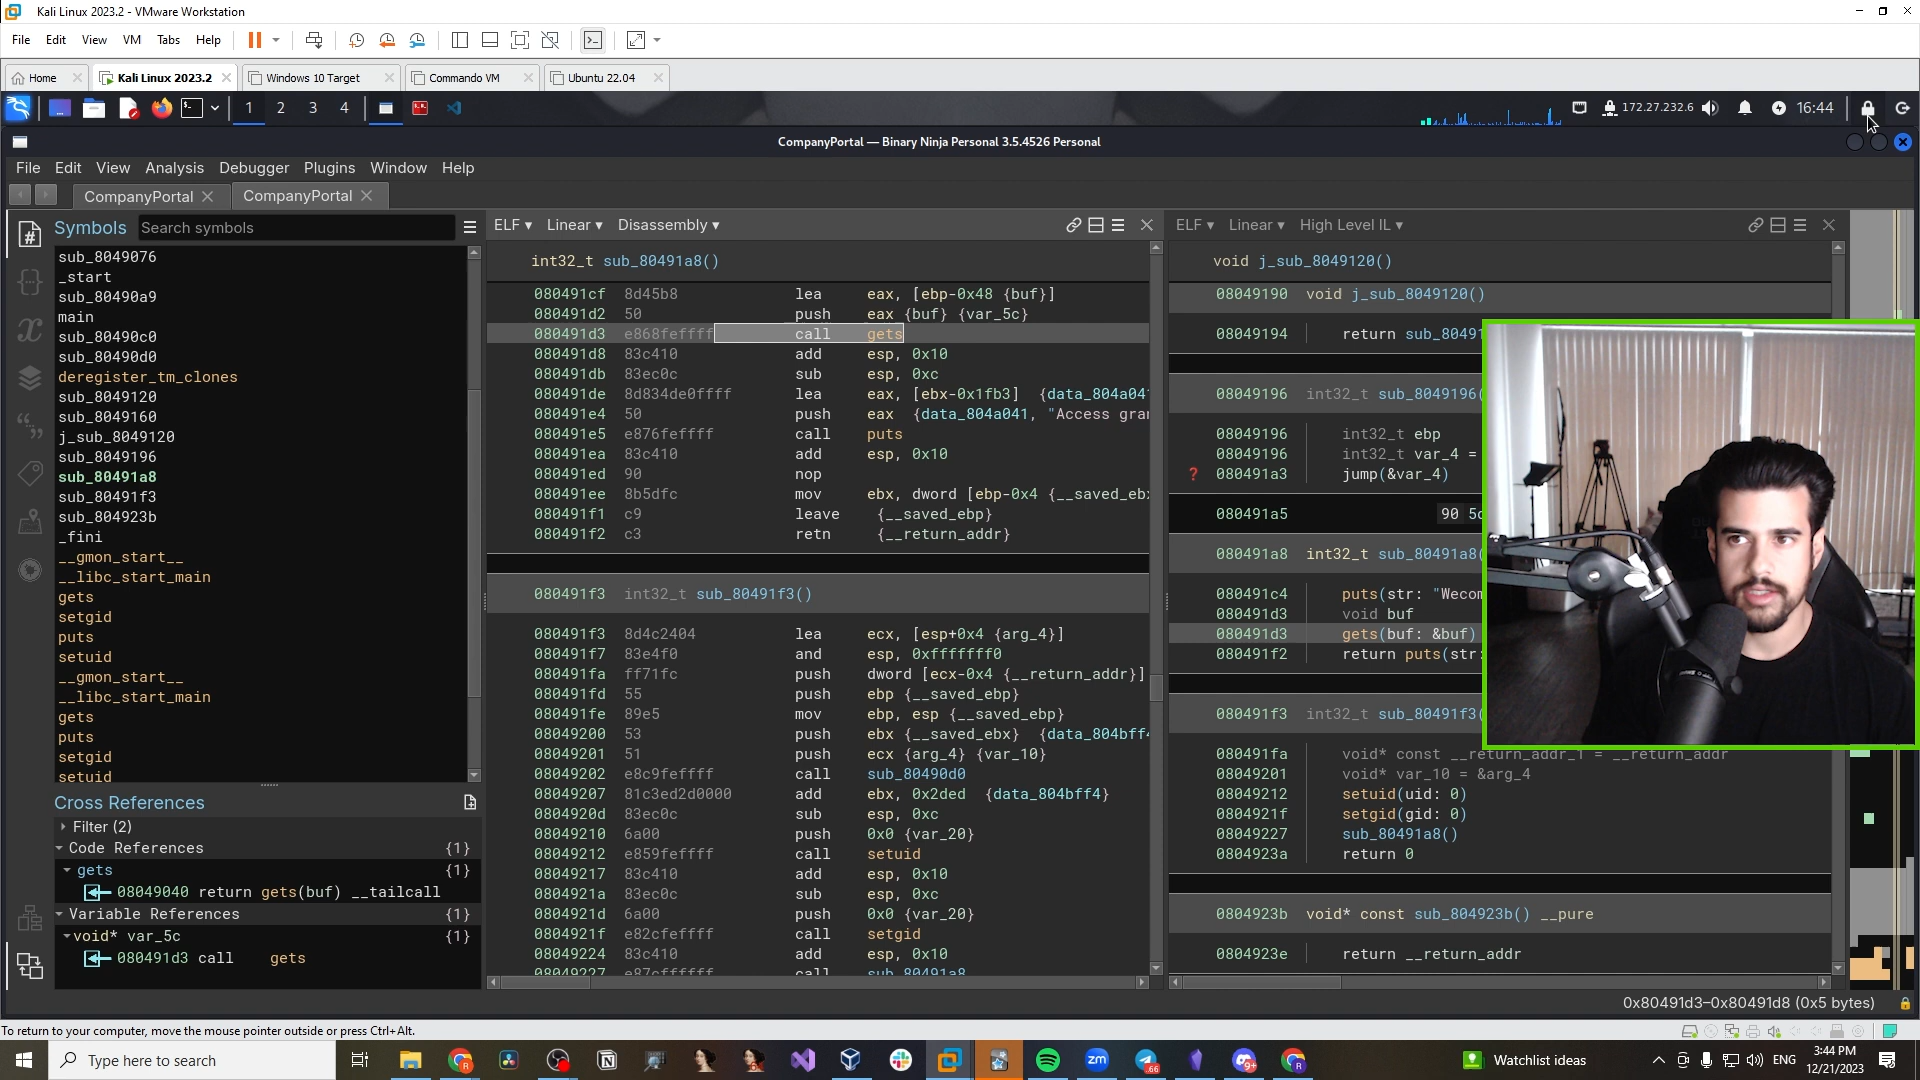 Kali Linux 2023.2 - VMware Workstation
File Edit View VM Tabs Help
Home Kali Linux 2023.2 Windows 10 Target Commando VM Ubuntu 22.04
1 2 3 4 172.27.232.6 16:44
CompanyPortal — Binary Ninja Personal 3.5.4526 Personal
File Edit View Analysis Debugger Plugins Window Help
CompanyPortal CompanyPortal
Symbols Search symbols
sub_8049076
_start
sub_80490a9
main
sub_80490c0
sub_80490d0
deregister_tm_clones
sub_8049120
sub_8049160
j_sub_8049120
sub_8049196
sub_80491a8
sub_80491f3
sub_804923b
_fini
__gmon_start__
__libc_start_main
gets
setgid
puts
setuid
__gmon_start__
__libc_start_main
gets
puts
setgid
setuid
Cross References
Filter (2)
Code References {1}
gets {1}
08049040 return gets(buf) __tailcall
Variable References {1}
void* var_5c {1}
080491d3 call gets
ELF Linear Disassembly
int32_t sub_80491a8()
080491cf 8d45b8 lea eax, [ebp-0x48 {buf}]
080491d2 50 push eax {buf} {var_5c}
080491d3 e868feffff call gets
080491d8 83c410 add esp, 0x10
080491db 83ec0c sub esp, 0xc
080491de 8d834de0ffff lea eax, [ebx-0x1fb3] {data_804a041
080491e4 50 push eax {data_804a041, "Access gra
080491e5 e876feffff call puts
080491ea 83c410 add esp, 0x10
080491ed 90 nop
080491ee 8b5dfc mov ebx, dword [ebp-0x4 {__saved_eb
080491f1 c9 leave {__saved_ebp}
080491f2 c3 retn {__return_addr}
080491f3 int32_t sub_80491f3()
080491f3 8d4c2404 lea ecx, [esp+0x4 {arg_4}]
080491f7 83e4f0 and esp, 0xfffffff0
080491fa ff71fc push dword [ecx-0x4 {__return_addr}]
080491fd 55 push ebp {__saved_ebp}
080491fe 89e5 mov ebp, esp {__saved_ebp}
08049200 53 push ebx {__saved_ebx} {data_804bff4
08049201 51 push ecx {arg_4} {var_10}
08049202 e8c9feffff call sub_80490d0
08049207 81c3ed2d0000 add ebx, 0x2ded {data_804bff4}
0804920d 83ec0c sub esp, 0xc
08049210 6a00 push 0x0 {var_20}
08049212 e859feffff call setuid
08049217 83c410 add esp, 0x10
0804921a 83ec0c sub esp, 0xc
0804921d 6a00 push 0x0 {var_20}
0804921f e82cfeffff call setgid
08049224 83c410 add esp, 0x10
08049227 e87cffffff call sub_80491a8
ELF Linear High Level IL
void j_sub_8049120()
08049190 void j_sub_8049120()
08049194 return sub_8049
08049196 int32_t sub_8049196(
08049196 int32_t ebp
08049196 int32_t var_4 =
? 080491a3 jump(&var_4)
080491a5 90 5
080491a8 int32_t sub_80491a8(
080491c4 puts(str: "Wecom
080491d3 void buf
080491d3 gets(buf: &buf)
080491f2 return puts(str:
080491f3 int32_t sub_80491f3(
080491fa void* const __return_addr_1 = __return_addr
08049201 void* var_10 = &arg_4
08049212 setuid(uid: 0)
0804921f setgid(gid: 0)
08049227 sub_80491a8()
0804923a return 0
0804923b void* const sub_804923b() __pure
0804923e return __return_addr
0x80491d3–0x80491d8 (0x5 bytes)
To return to your computer, move the mouse pointer outside or press Ctrl+Alt.
Type here to search
Watchlist ideas
ENG
3:44 PM
12/21/2023